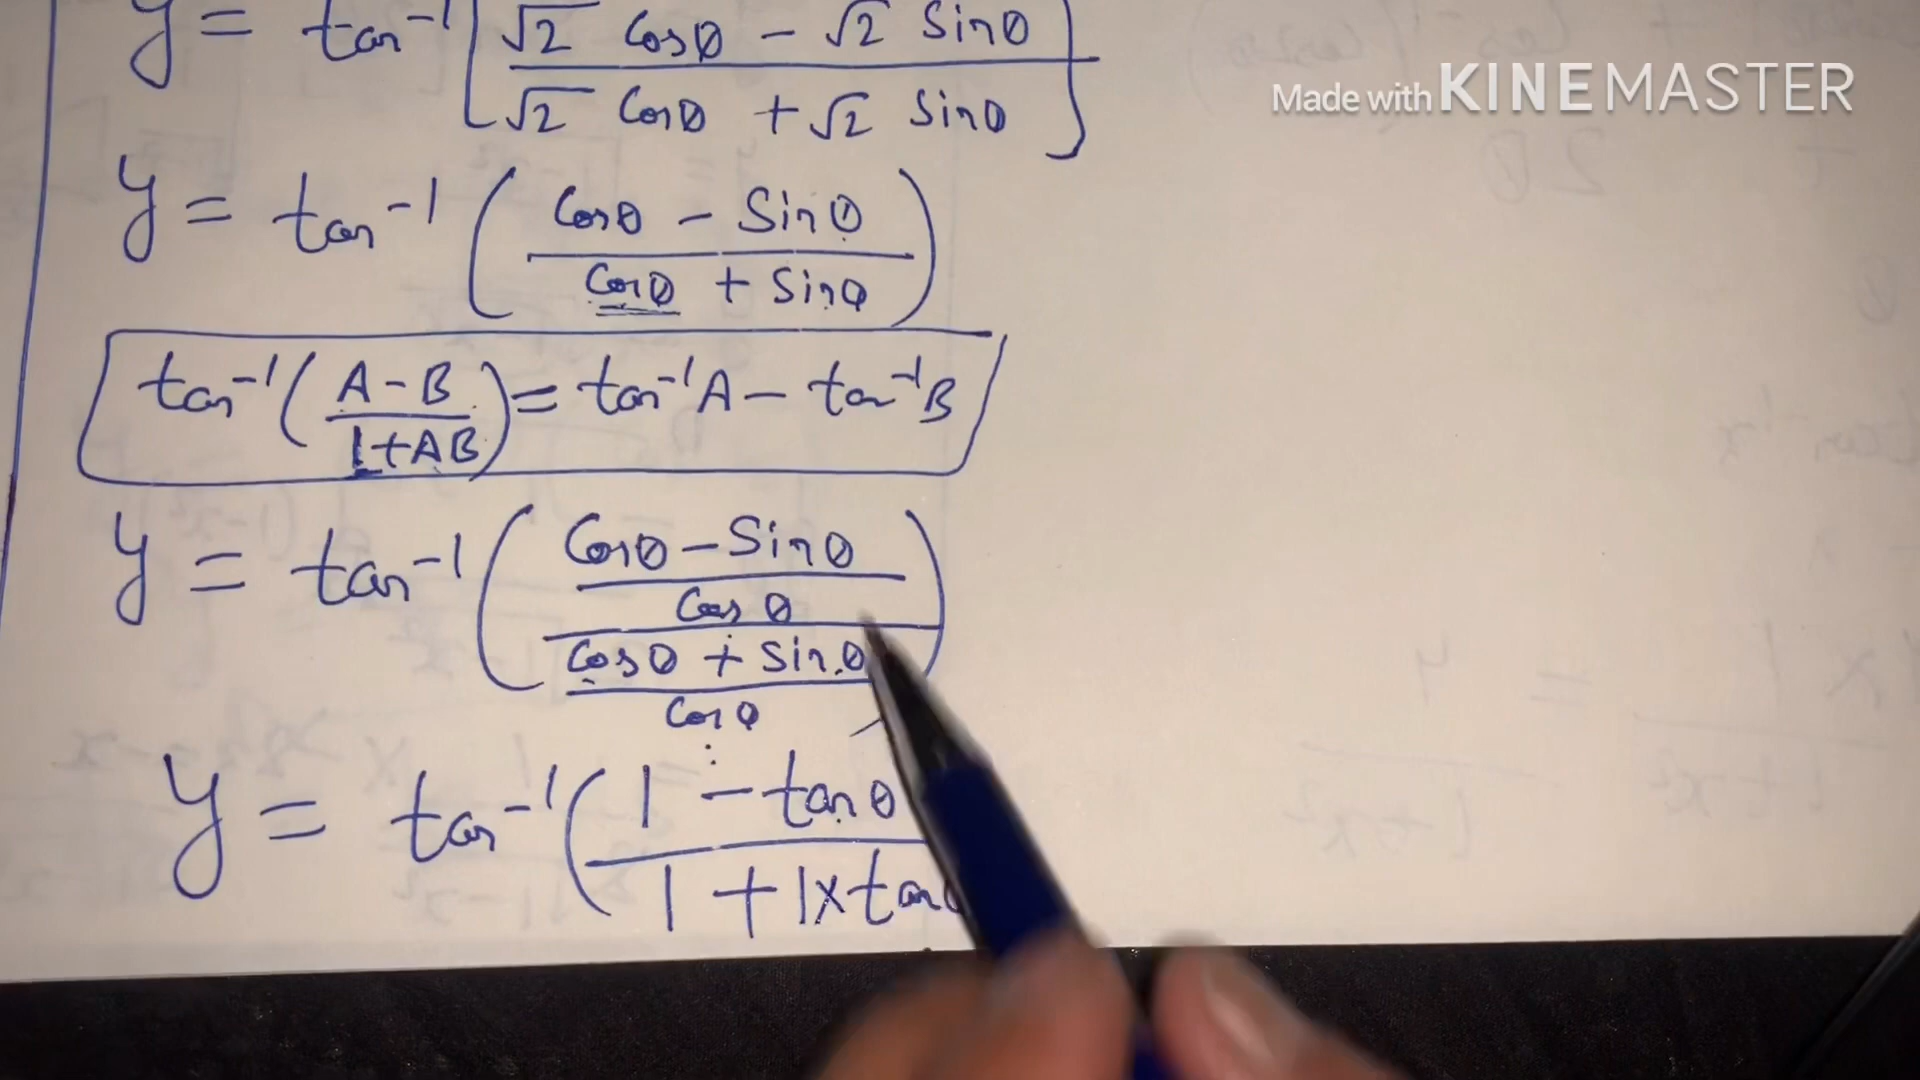 y = tan⁻¹ [ (√2 cosθ - √2 sinθ) / (√2 cosθ + √2 sinθ) ]
Made with KINEMASTER
y = tan⁻¹ ( (cosθ - sinθ) / (cosθ + sinθ) )
tan⁻¹ ( (A - B) / (1 + AB) ) = tan⁻¹A - tan⁻¹B
y = tan⁻¹ ( ((cosθ - sinθ) / cosθ) / ((cosθ + sinθ) / cosθ) )
y = tan⁻¹ ( (1 - tanθ) / (1 + 1×tan